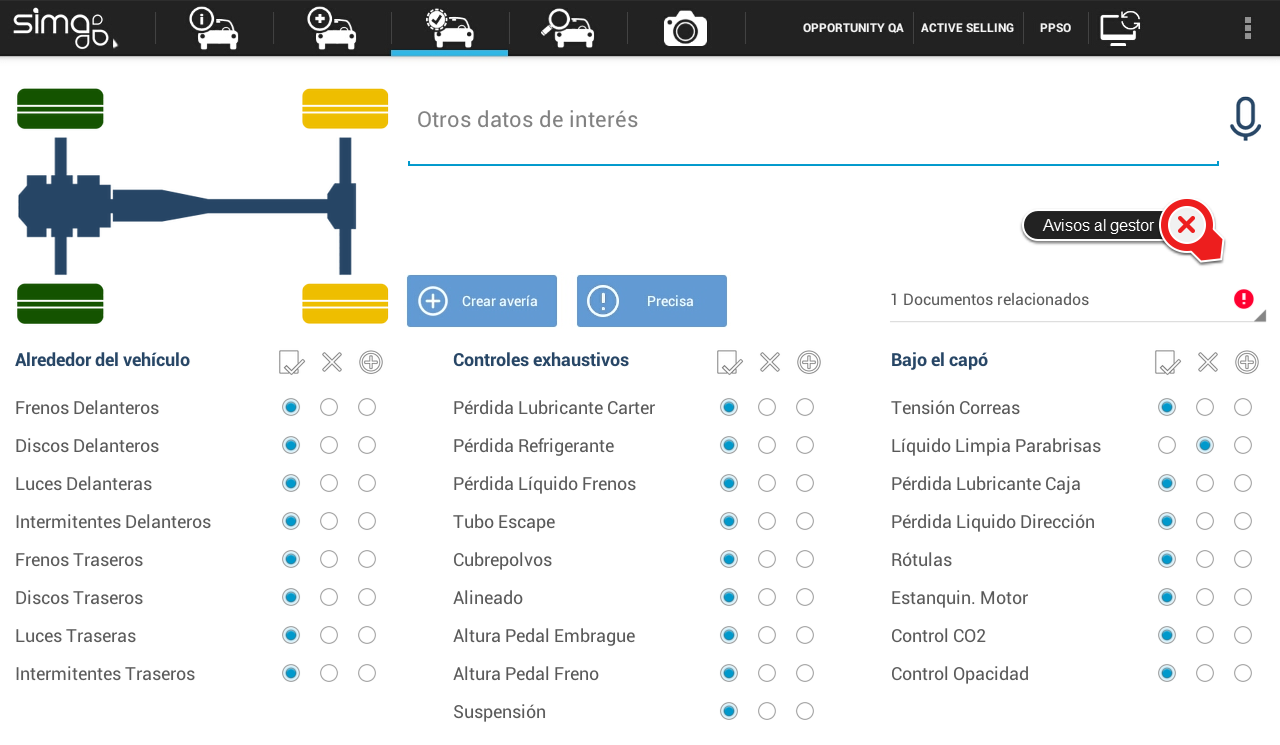 simago
OPPORTUNITY QA
ACTIVE SELLING
PPSO
Otros datos de interés
Avisos al gestor
Crear avería
Precisa
1 Documentos relacionados
Alrededor del vehículo
Frenos Delanteros
Discos Delanteros
Luces Delanteras
Intermitentes Delanteros
Frenos Traseros
Discos Traseros
Luces Traseras
Intermitentes Traseros
Controles exhaustivos
Pérdida Lubricante Carter
Pérdida Refrigerante
Pérdida Líquido Frenos
Tubo Escape
Cubrepolvos
Alineado
Altura Pedal Embrague
Altura Pedal Freno
Suspensión
Bajo el capó
Tensión Correas
Líquido Limpia Parabrisas
Pérdida Lubricante Caja
Pérdida Liquido Dirección
Rótulas
Estanquin. Motor
Control CO2
Control Opacidad